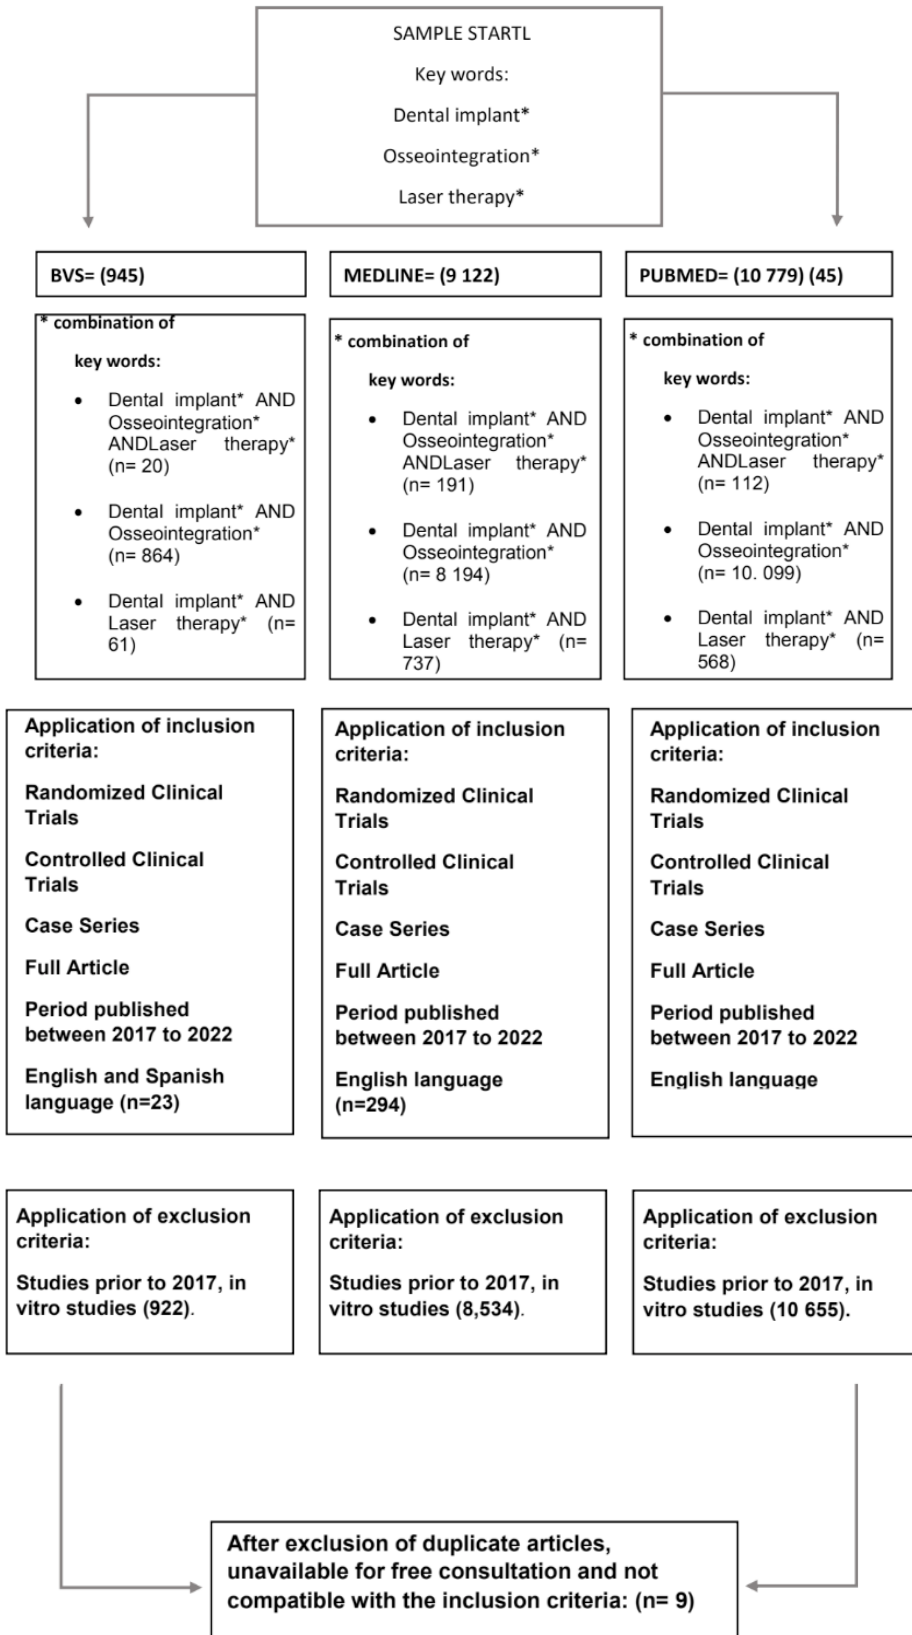 SAMPLE STARTL
Key words:
Dental implant*
Osseointegration*
Laser therapy*
BVS= (945)
* combination of
key words:
• Dental implant* AND
Osseointegration*
ANDLaser therapy*
(n= 20)
• Dental implant* AND
Osseointegration*
(n= 864)
• Dental implant* AND
Laser therapy* (n=
61)
MEDLINE= (9 122)
* combination of
key words:
• Dental implant* AND
Osseointegration*
ANDLaser therapy*
(n= 191)
• Dental implant* AND
Osseointegration*
(n= 8 194)
• Dental implant* AND
Laser therapy* (n=
737)
PUBMED= (10 779) (45)
* combination of
key words:
• Dental implant* AND
Osseointegration*
ANDLaser therapy*
(n= 112)
• Dental implant* AND
Osseointegration*
(n= 10. 099)
• Dental implant* AND
Laser therapy* (n=
568)
Application of inclusion
criteria:
Randomized Clinical
Trials
Controlled Clinical
Trials
Case Series
Full Article
Period published
between 2017 to 2022
English and Spanish
language (n=23)
Application of inclusion
criteria:
Randomized Clinical
Trials
Controlled Clinical
Trials
Case Series
Full Article
Period published
between 2017 to 2022
English language
(n=294)
Application of inclusion
criteria:
Randomized Clinical
Trials
Controlled Clinical
Trials
Case Series
Full Article
Period published
between 2017 to 2022
English language
Application of exclusion
criteria:
Studies prior to 2017, in
vitro studies (922).
Application of exclusion
criteria:
Studies prior to 2017, in
vitro studies (8,534).
Application of exclusion
criteria:
Studies prior to 2017, in
vitro studies (10 655).
After exclusion of duplicate articles,
unavailable for free consultation and not
compatible with the inclusion criteria: (n= 9)